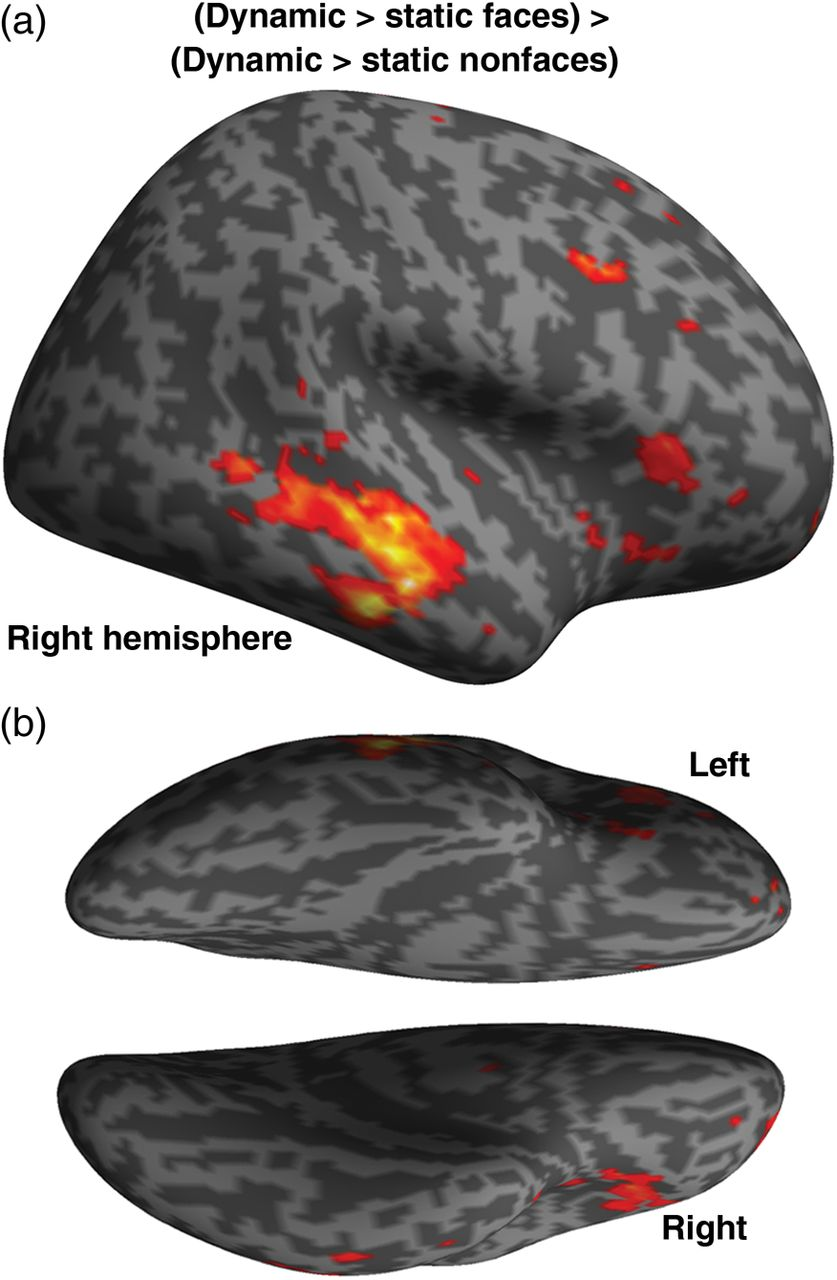 (a)
(Dynamic > static faces) >
(Dynamic > static nonfaces)
Right hemisphere
(b)
Left
Right